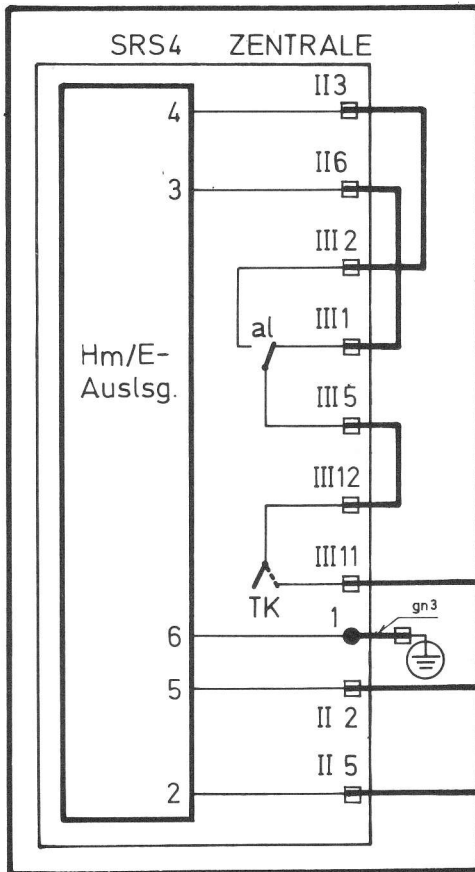 SRS4 ZENTRALE
II3
4
II6
3
III2
III1
al
Hm/E-
Auslsg.
III5
III12
III11
TK
1
gn3
6
5
II 2
II 5
2